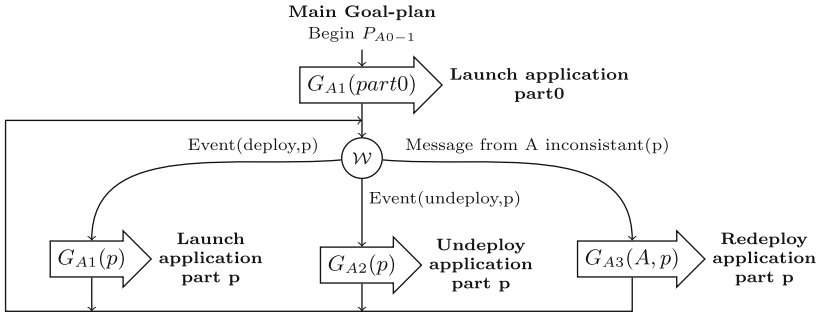 Main Goal-plan
Begin P_{A0−1}
G_{A1}(part0)
Launch application
part0
Event(deploy,p)
Message from A inconsistant(p)
W
Event(undeploy,p)
G_{A1}(p)
Launch
application
part p
G_{A2}(p)
Undeploy
application
part p
G_{A3}(A, p)
Redeploy
application
part p